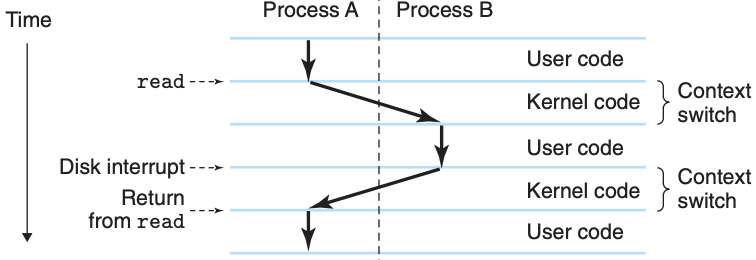 Process A
Process B
Time
User code
read
Kernel code
Context
switch
User code
Disk interrupt
Kernel code
Context
switch
Return
from read
User code